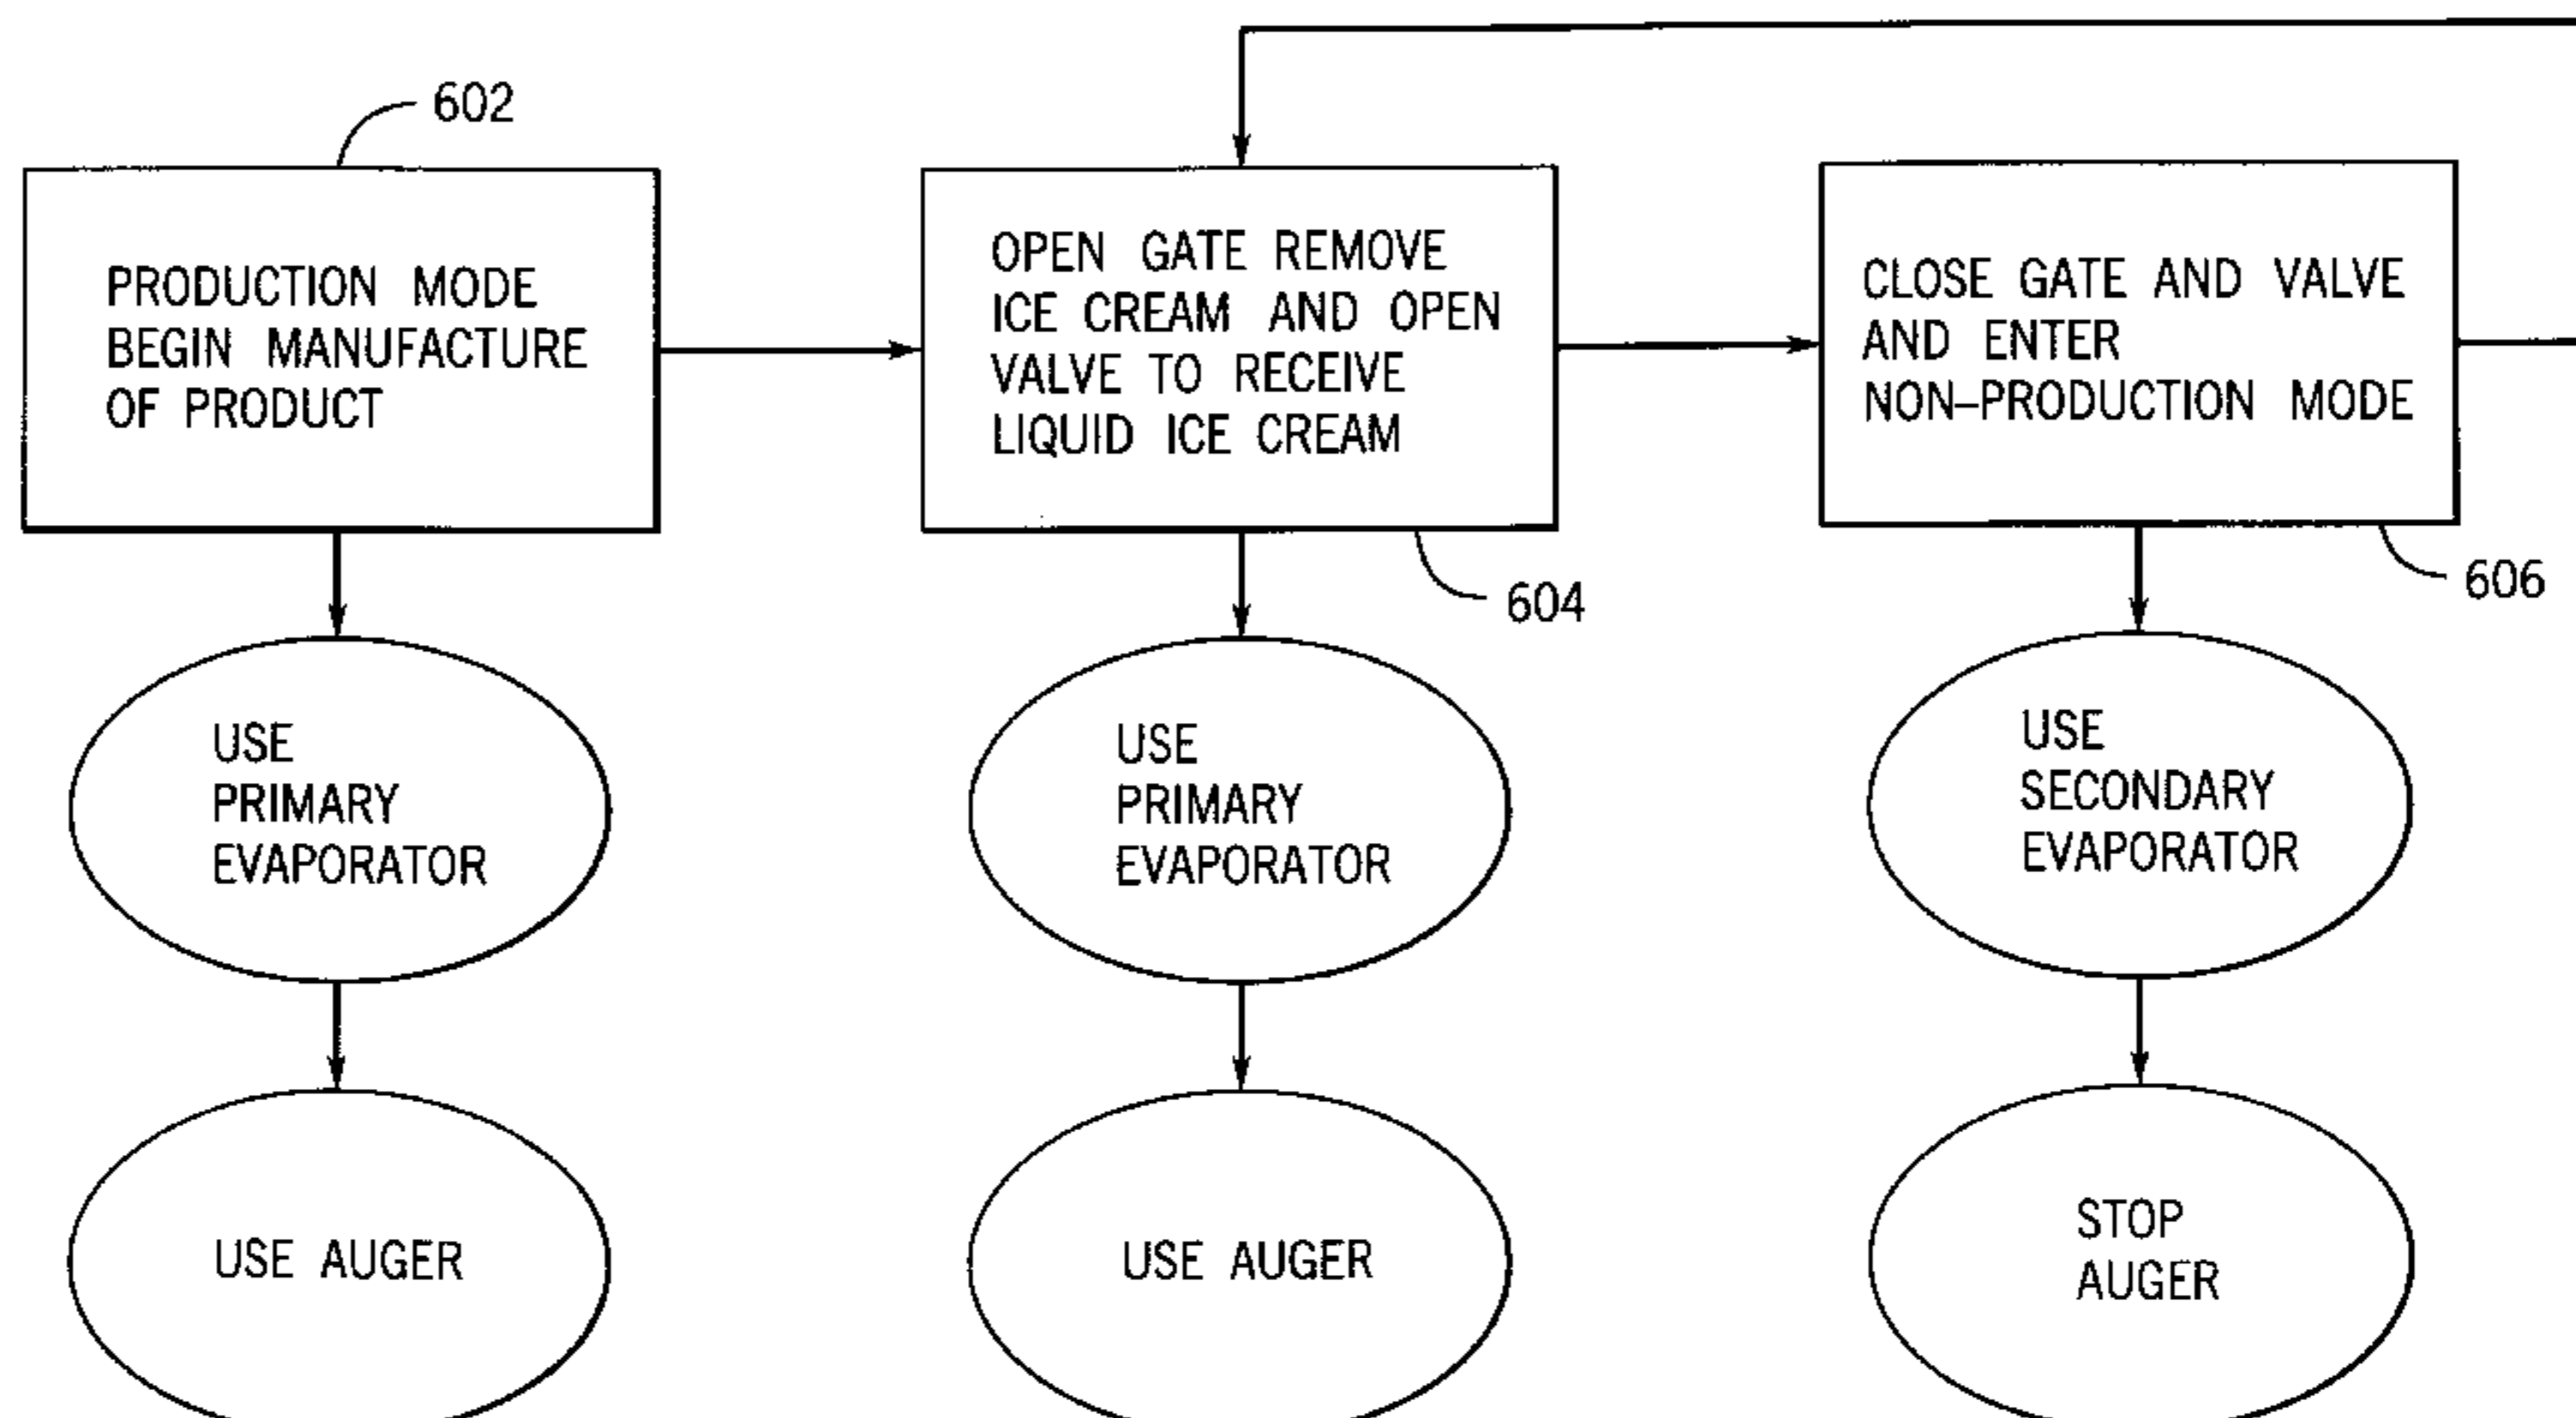 602
PRODUCTION MODE
BEGIN MANUFACTURE
OF PRODUCT
OPEN GATE REMOVE
ICE CREAM AND OPEN
VALVE TO RECEIVE
LIQUID ICE CREAM
604
CLOSE GATE AND VALVE
AND ENTER
NON-PRODUCTION MODE
606
USE
PRIMARY
EVAPORATOR
USE
PRIMARY
EVAPORATOR
USE
SECONDARY
EVAPORATOR
USE AUGER
USE AUGER
STOP
AUGER